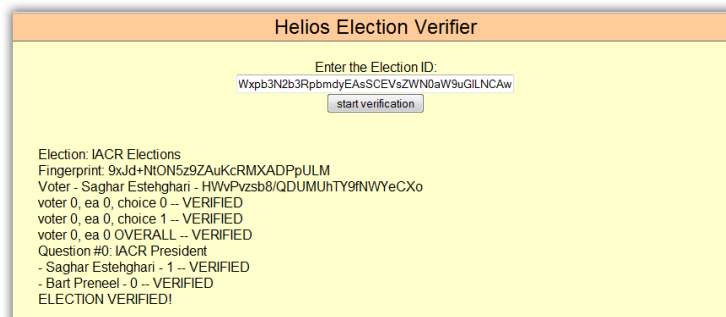 Helios Election Verifier
Enter the Election ID:
Wxpb3N2b3RpbmdyEAsSCEVsZWN0aW9uGILNCAw
start verification
Election: IACR Elections
Fingerprint: 9xJd+NtON5z9ZAuKcRMXADPpULM
Voter - Saghar Estehghari - HWvPvzsb8/QDUMUhTY9fNWYeCXo
voter 0, ea 0, choice 0 -- VERIFIED
voter 0, ea 0, choice 1 -- VERIFIED
voter 0, ea 0 OVERALL -- VERIFIED
Question #0: IACR President
- Saghar Estehghari - 1 -- VERIFIED
- Bart Preneel - 0 -- VERIFIED
ELECTION VERIFIED!